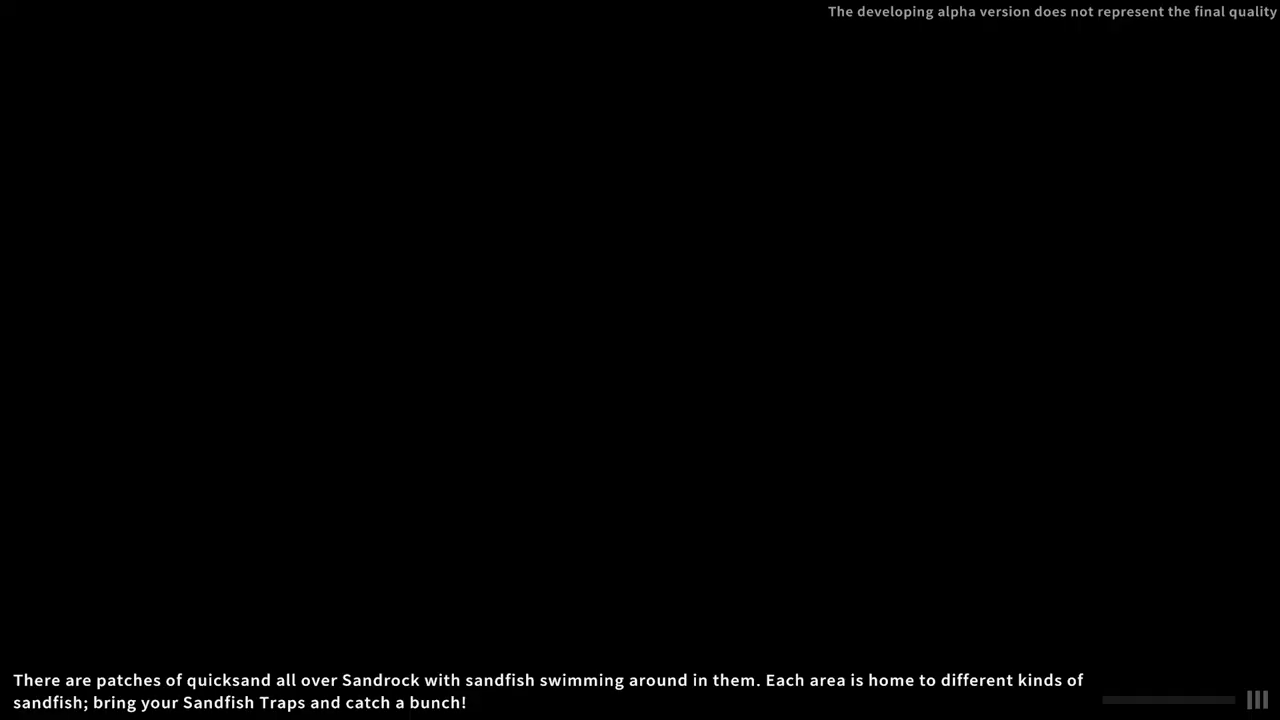 The developing alpha version does not represent the final quality
There are patches of quicksand all over Sandrock with sandfish swimming around in them. Each area is home to different kinds of
sandfish; bring your Sandfish Traps and catch a bunch!